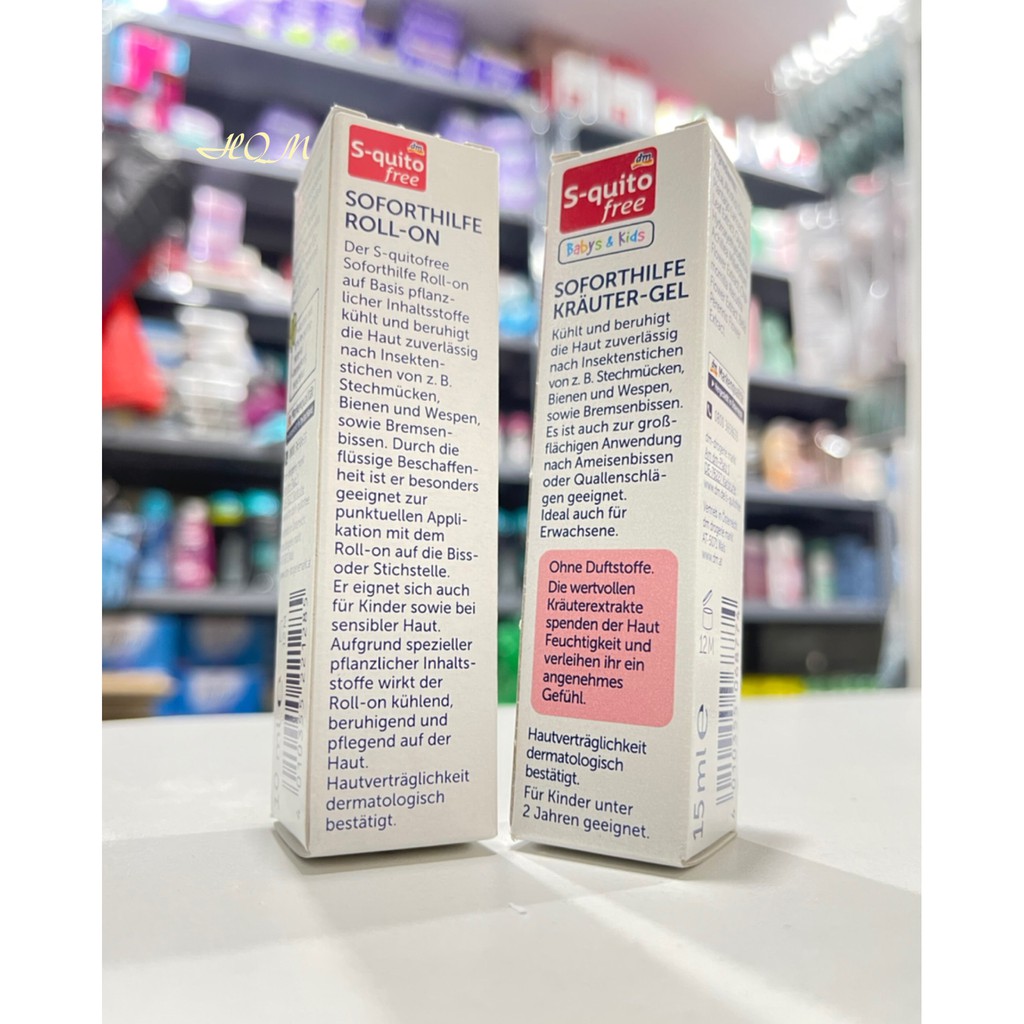 HQM
S-quito
free
SOFORTHILFE
ROLL-ON
Der S-quitofree
Soforthilfe Roll-on
auf Basis pflanz-
licher Inhaltsstoffe
kühlt und beruhigt
die Haut zuverlässig
nach Insekten-
stichen von z. B.
Stechmücken,
Bienen und Wespen,
sowie Bremsen-
bissen. Durch die
flüssige Beschaffen-
heit ist er besonders
geeignet zur
punktuellen Appli-
kation mit dem
Roll-on auf die Biss-
oder Stichstelle.
Er eignet sich auch
für Kinder sowie bei
sensibler Haut.
Aufgrund spezieller
pflanzlicher Inhalts-
stoffe wirkt der
Roll-on kühlend,
beruhigend und
pflegend auf der
Haut.
Hautverträglichkeit
dermatologisch
bestätigt.
dm
S-quito
free
Babys & Kids
SOFORTHILFE
KRÄUTER-GEL
Kühlt und beruhigt
die Haut zuverlässig
nach Insektenstichen
von z. B. Stechmücken,
Bienen und Wespen,
sowie Bremsenbissen.
Es ist auch zur groß-
flächigen Anwendung
nach Ameisenbissen
oder Quallenschlä-
gen geeignet.
Ideal auch für
Erwachsene.
Ohne Duftstoffe.
Die wertvollen
Kräuterextrakte
spenden der Haut
Feuchtigkeit und
verleihen ihr ein
angenehmes
Gefühl.
Hautverträglichkeit
dermatologisch
bestätigt.
Für Kinder unter
2 Jahren geeignet.
12M
15 ml e